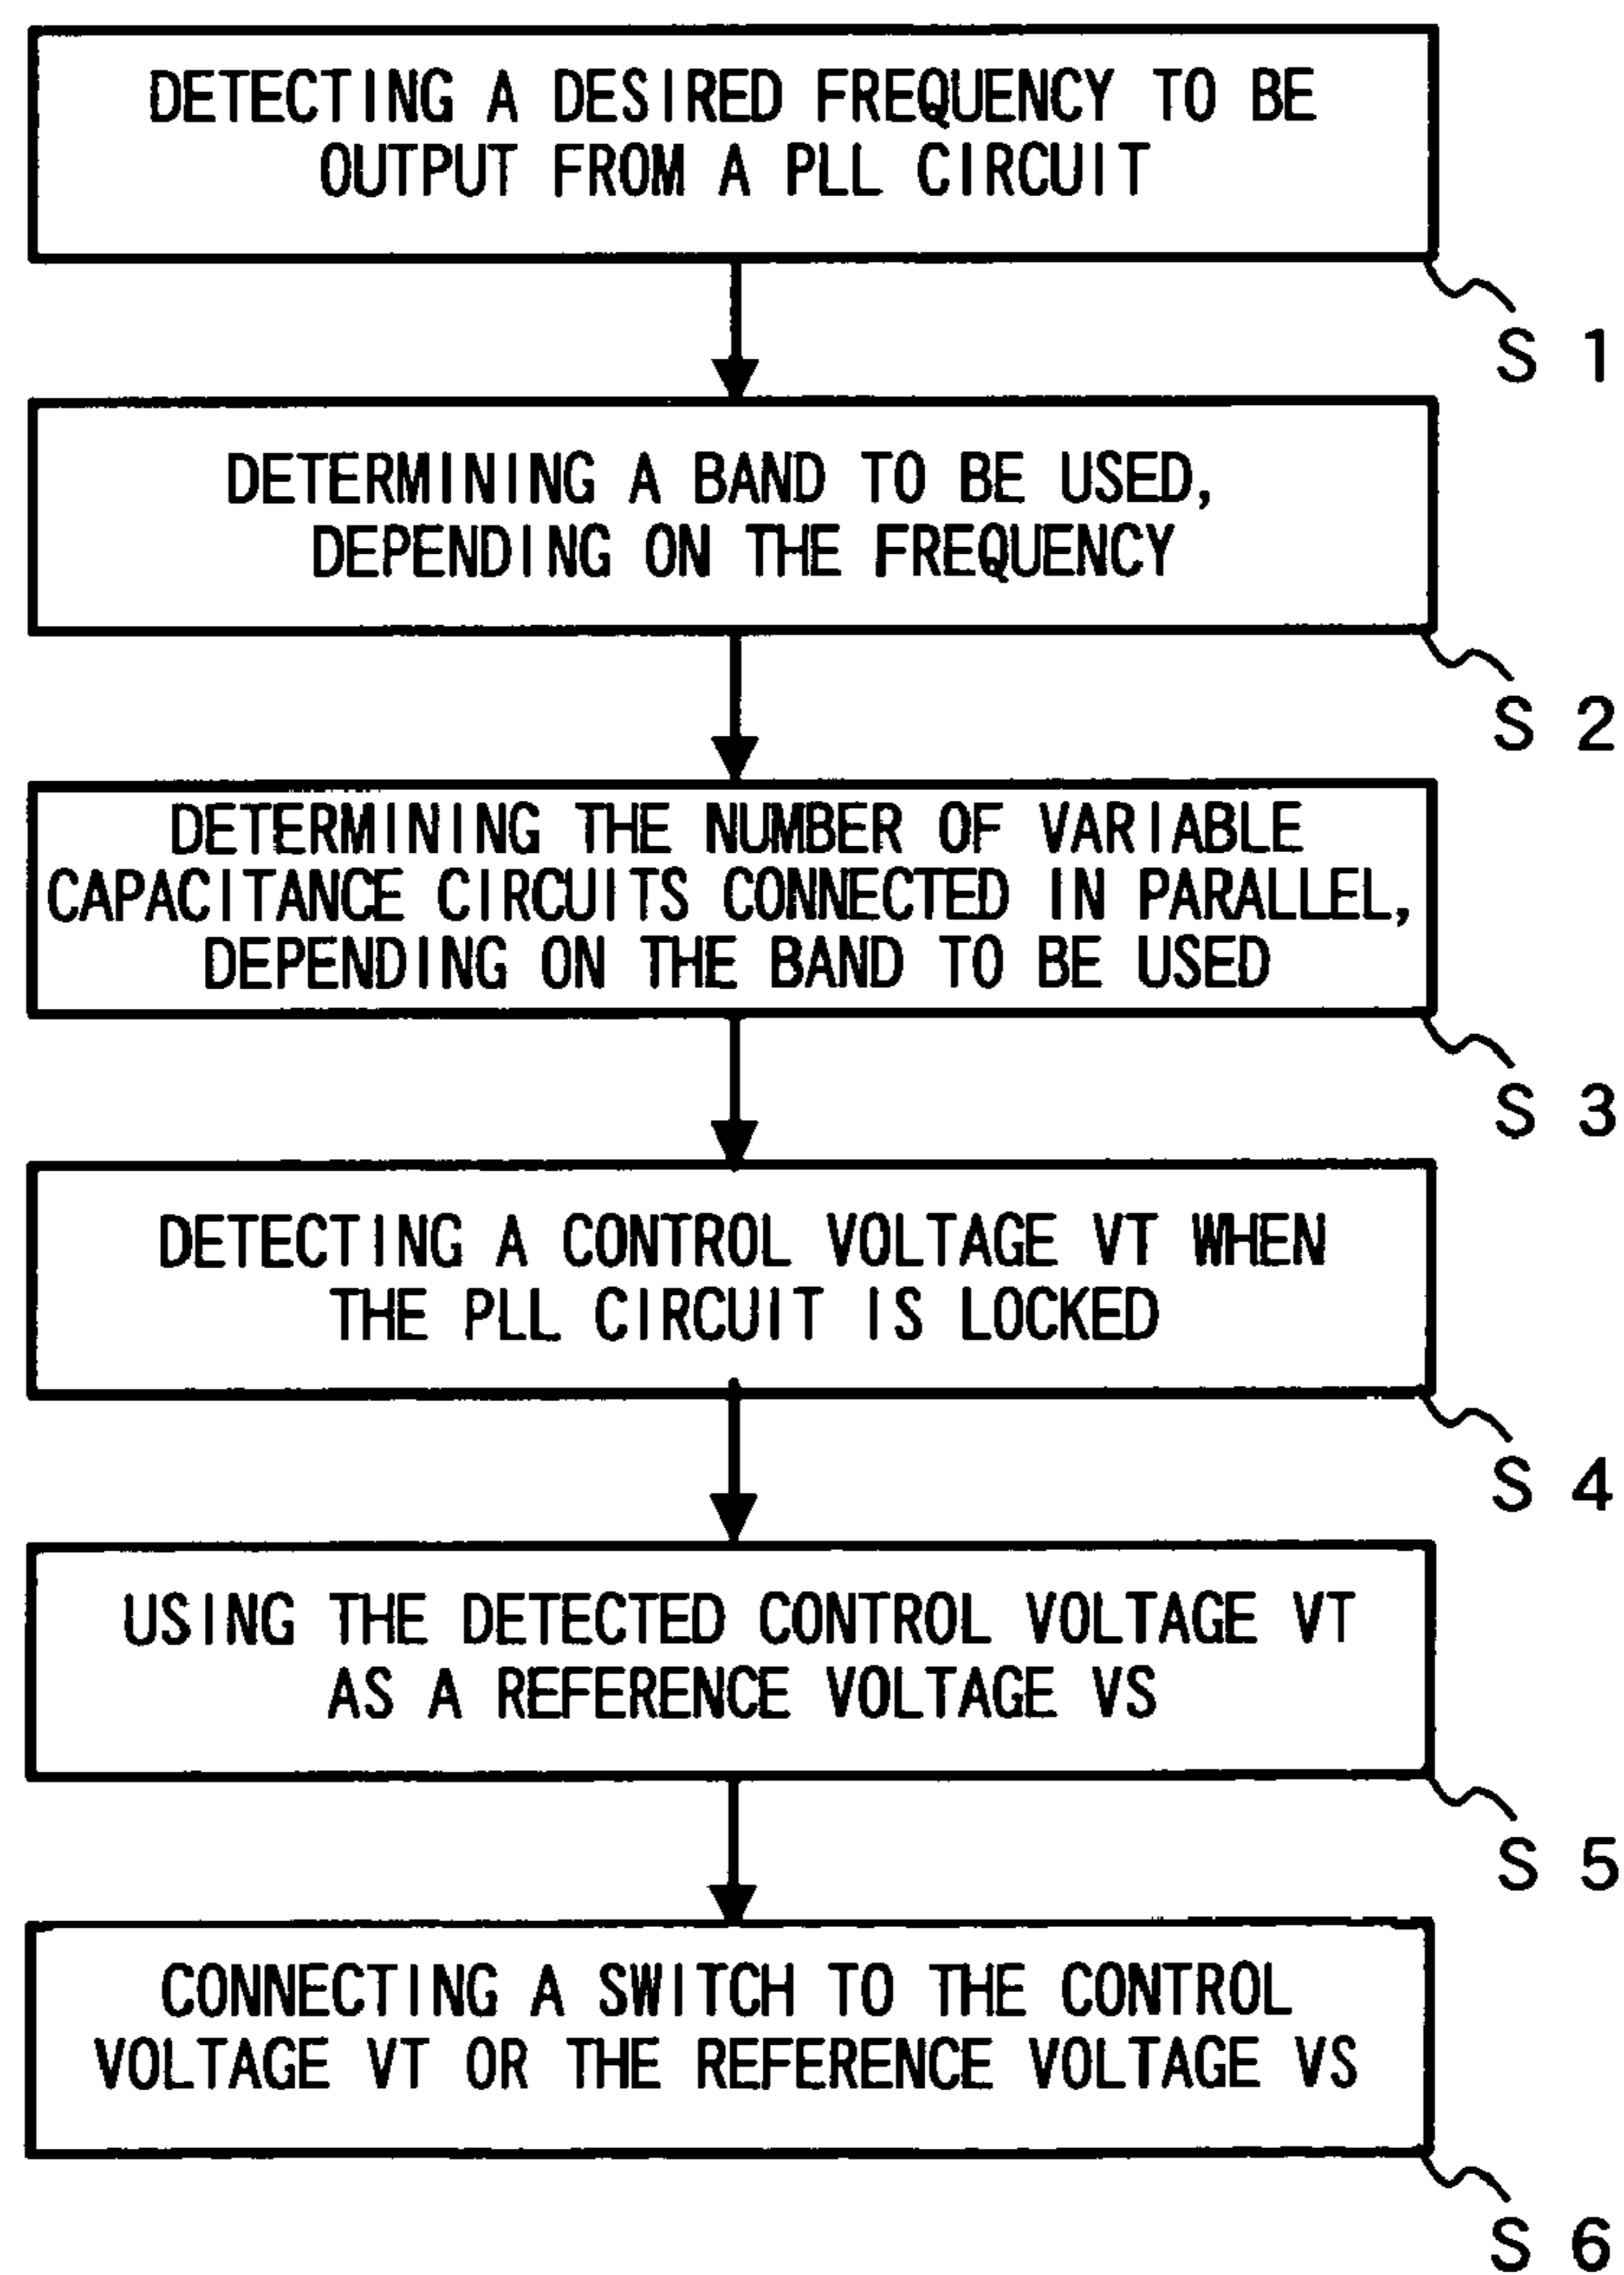 DETECTING A DESIRED FREQUENCY TO BE
OUTPUT FROM A PLL CIRCUIT
S 1
DETERMINING A BAND TO BE USED,
DEPENDING ON THE FREQUENCY
S 2
DETERMINING THE NUMBER OF VARIABLE
CAPACITANCE CIRCUITS CONNECTED IN PARALLEL,
DEPENDING ON THE BAND TO BE USED
S 3
DETECTING A CONTROL VOLTAGE VT WHEN
THE PLL CIRCUIT IS LOCKED
S 4
USING THE DETECTED CONTROL VOLTAGE VT
AS A REFERENCE VOLTAGE VS
S 5
CONNECTING A SWITCH TO THE CONTROL
VOLTAGE VT OR THE REFERENCE VOLTAGE VS
S 6